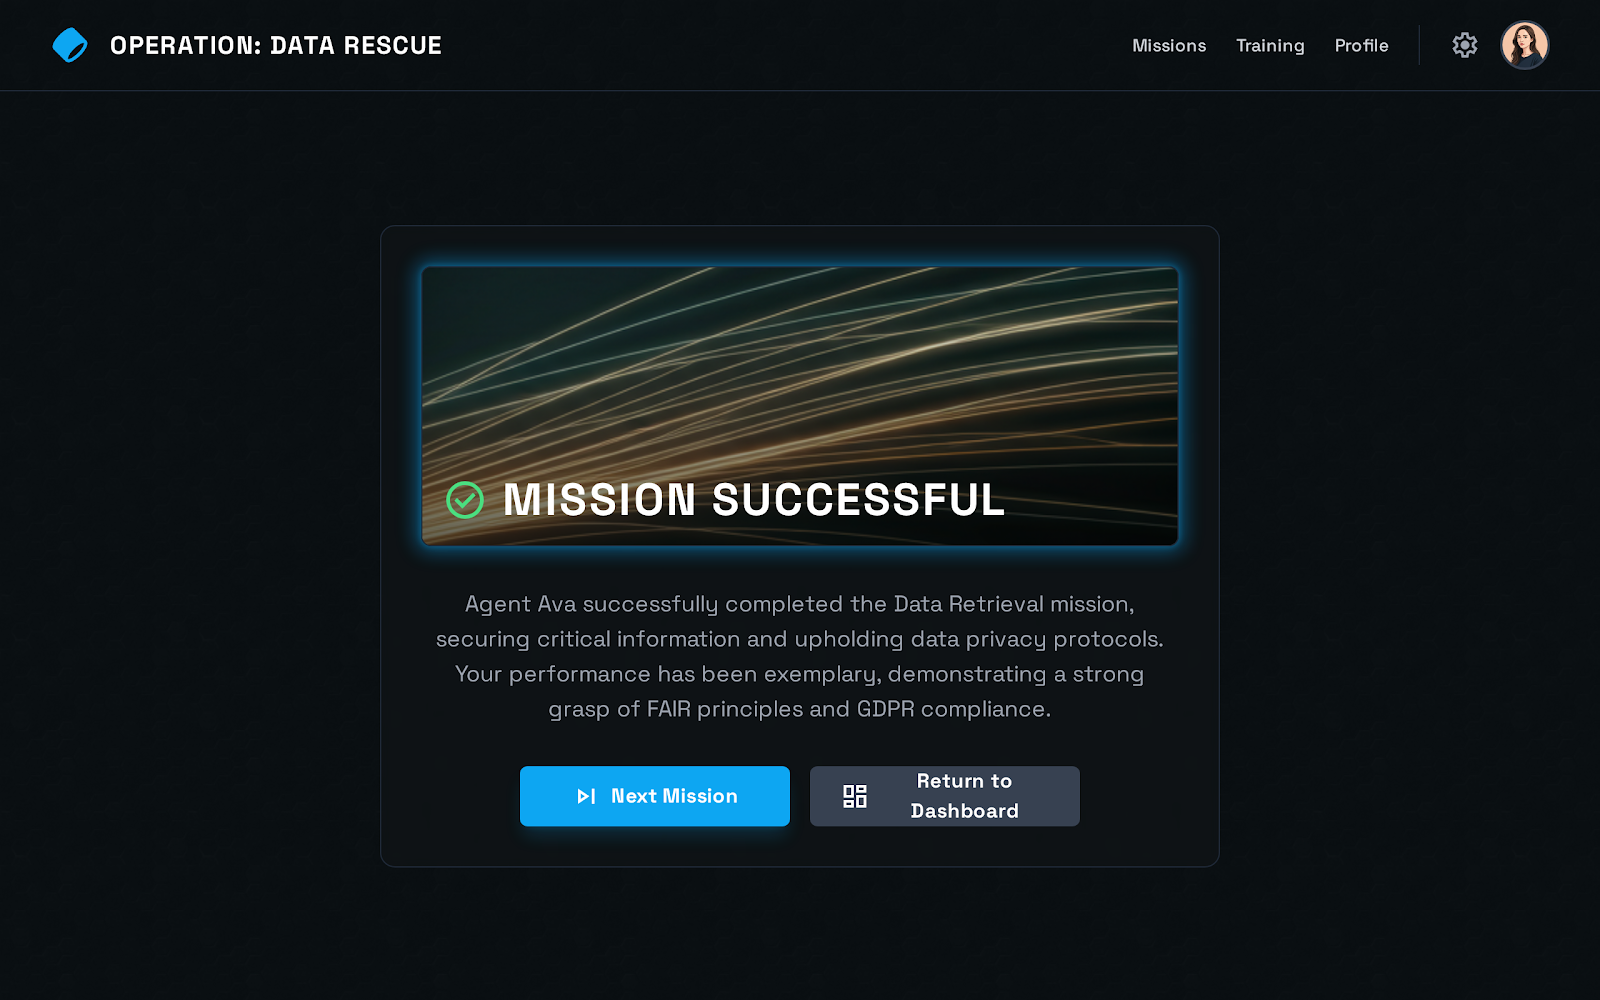 OPERATION: DATA RESCUE
Missions
Training
Profile
MISSION SUCCESSFUL
Agent Ava successfully completed the Data Retrieval mission,
securing critical information and upholding data privacy protocols.
Your performance has been exemplary, demonstrating a strong
grasp of FAIR principles and GDPR compliance.
Next Mission
Return to
Dashboard